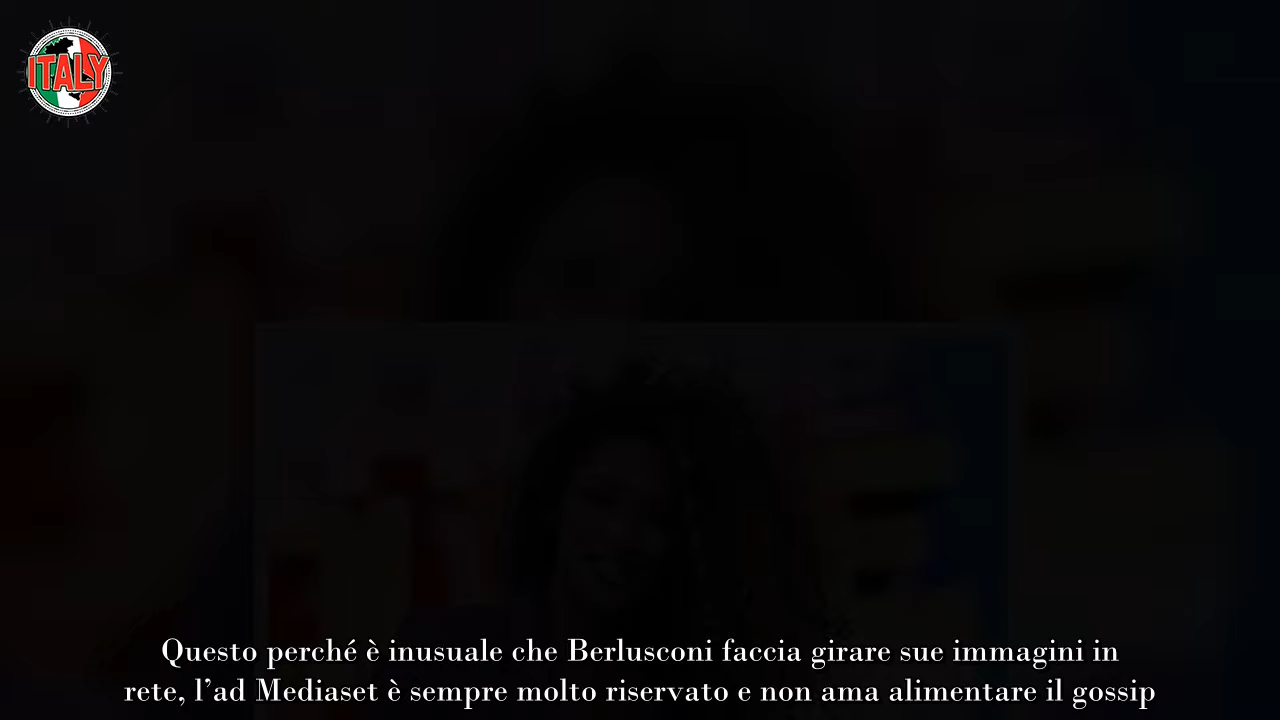 ITALY
Questo perché è inusuale che Berlusconi faccia girare sue immagini in
rete, l’ad Mediaset è sempre molto riservato e non ama alimentare il gossip